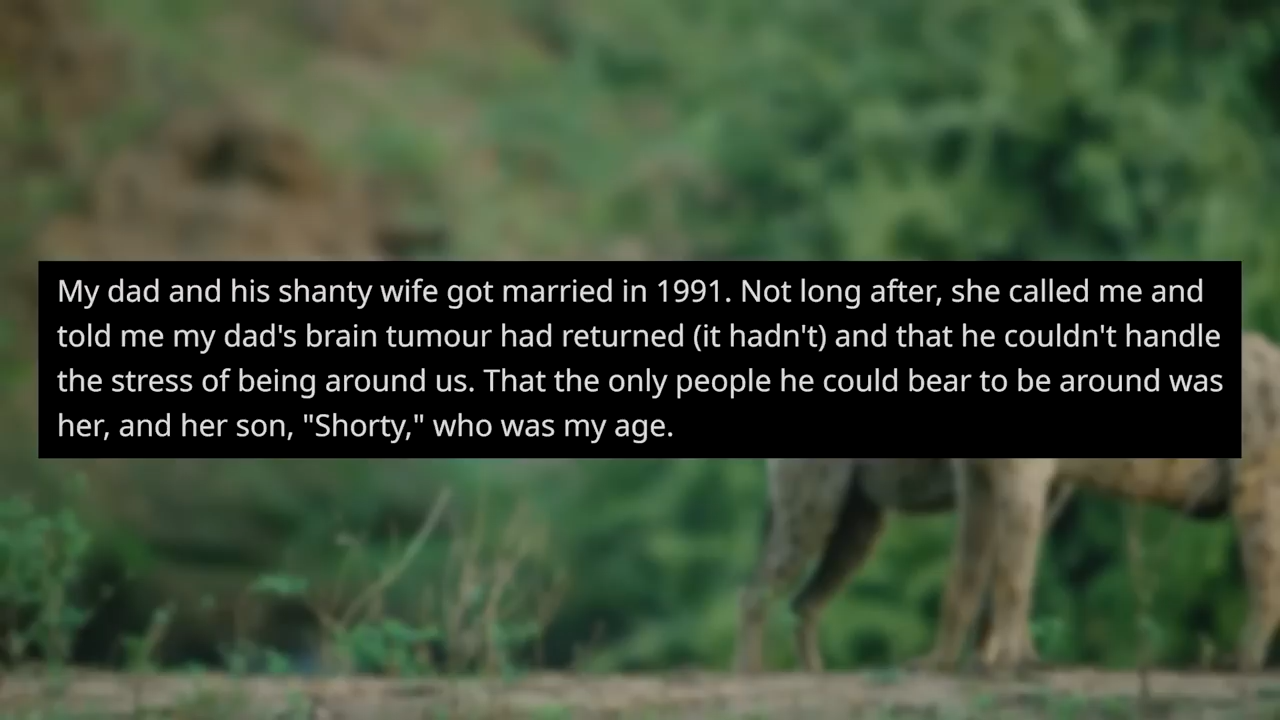 My dad and his shanty wife got married in 1991. Not long after, she called me and
told me my dad's brain tumour had returned (it hadn't) and that he couldn't handle
the stress of being around us. That the only people he could bear to be around was
her, and her son, "Shorty," who was my age.